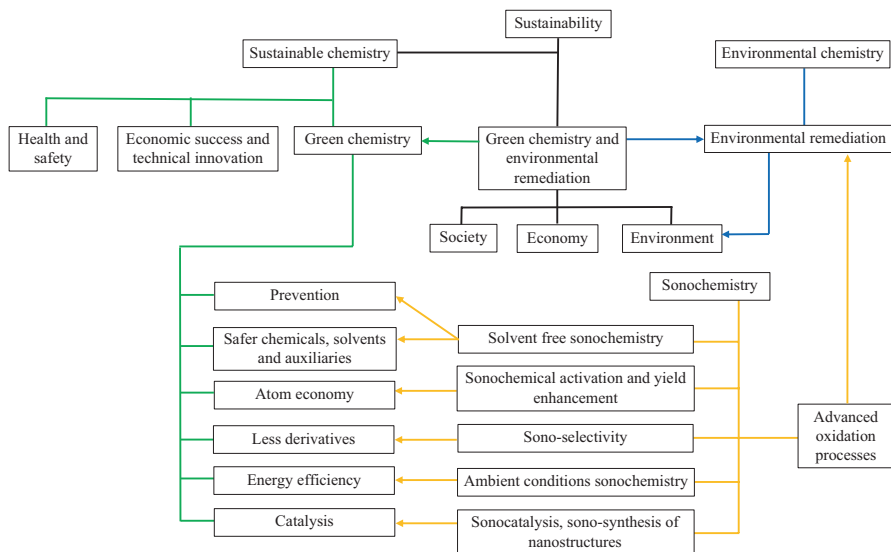 Sustainability
Sustainable chemistry
Environmental chemistry
Health and
safety
Economic success and
technical innovation
Green chemistry
Green chemistry and
environmental
remediation
Environmental remediation
Society
Economy
Environment
Sonochemistry
Prevention
Safer chemicals, solvents
and auxiliaries
Solvent free sonochemistry
Atom economy
Sonochemical activation and yield
enhancement
Less derivatives
Sono-selectivity
Advanced
oxidation
processes
Energy efficiency
Ambient conditions sonochemistry
Catalysis
Sonocatalysis, sono-synthesis of
nanostructures